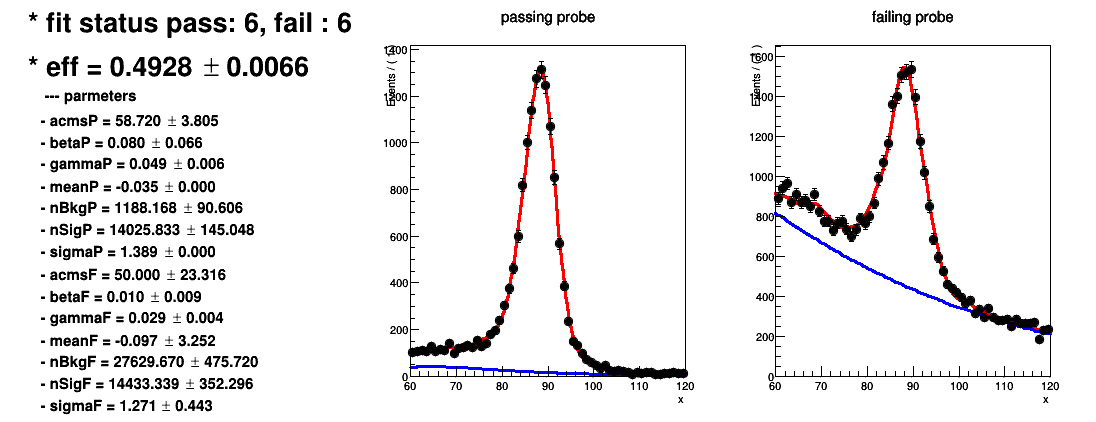 * fit status pass: 6, fail : 6
* eff = 0.4928 ± 0.0066
--- parmeters
- acmsP = 58.720 ± 3.805
- betaP = 0.080 ± 0.066
- gammaP = 0.049 ± 0.006
- meanP = -0.035 ± 0.000
- nBkgP = 1188.168 ± 90.606
- nSigP = 14025.833 ± 145.048
- sigmaP = 1.389 ± 0.000
- acmsF = 50.000 ± 23.316
- betaF = 0.010 ± 0.009
- gammaF = 0.029 ± 0.004
- meanF = -0.097 ± 3.252
- nBkgF = 27629.670 ± 475.720
- nSigF = 14433.339 ± 352.296
- sigmaF = 1.271 ± 0.443
passing probe
Events / (
1400
1200
1000
800
600
400
200
0
60 70 80 90 100 110 120
x
failing probe
Events / (
1600
1400
1200
1000
800
600
400
200
0
60 70 80 90 100 110 120
x